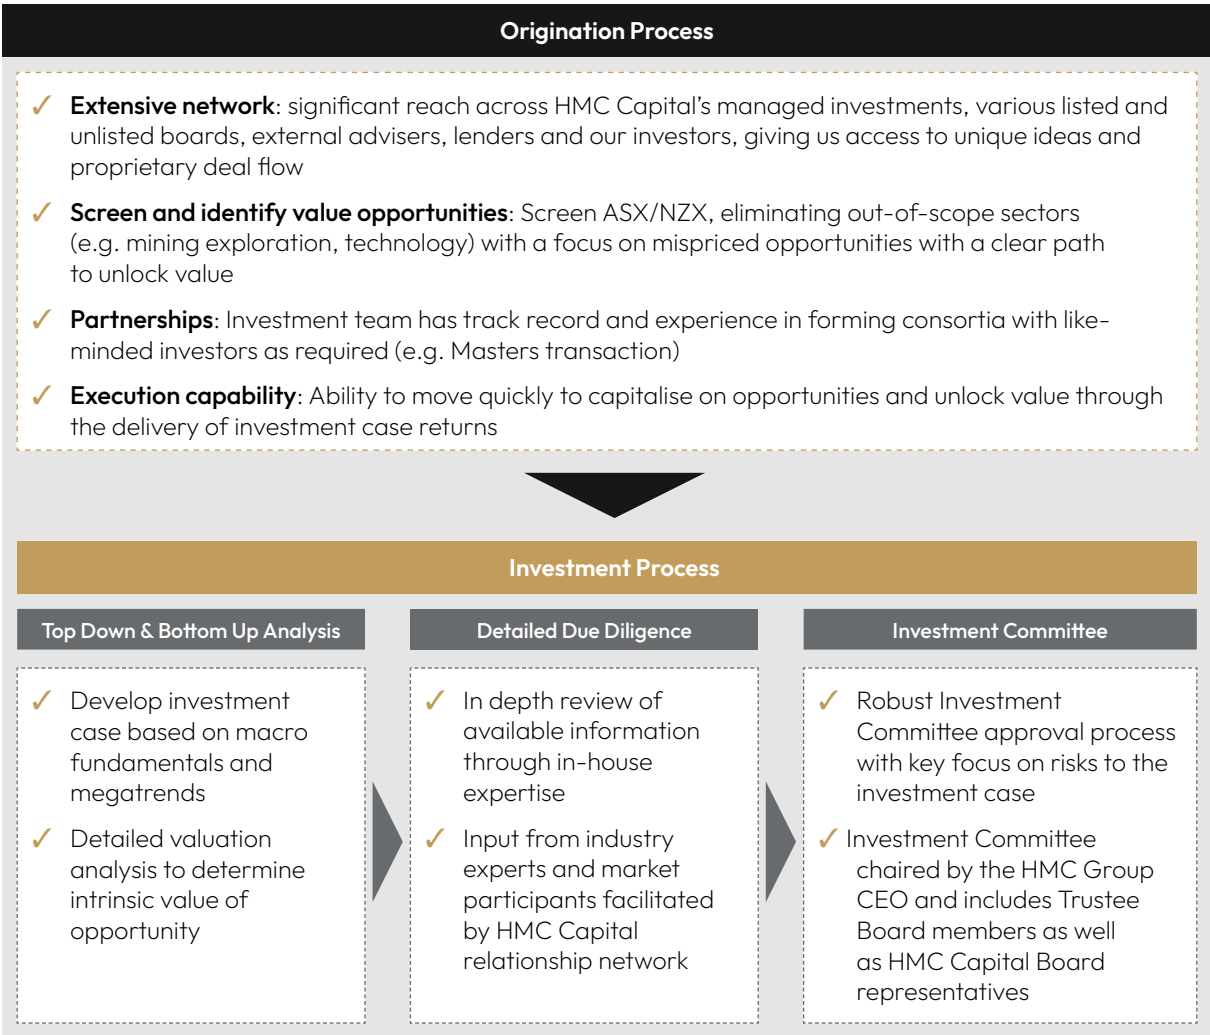 Origination Process
✓ Extensive network: significant reach across HMC Capital's managed investments, various listed and
unlisted boards, external advisers, lenders and our investors, giving us access to unique ideas and
proprietary deal flow
✓ Screen and identify value opportunities: Screen ASX/NZX, eliminating out-of-scope sectors
(e.g. mining exploration, technology) with a focus on mispriced opportunities with a clear path
to unlock value
✓ Partnerships: Investment team has track record and experience in forming consortia with like-
minded investors as required (e.g. Masters transaction)
✓ Execution capability: Ability to move quickly to capitalise on opportunities and unlock value through
the delivery of investment case returns
Investment Process
Top Down & Bottom Up Analysis
✓ Develop investment
case based on macro
fundamentals and
megatrends
✓ Detailed valuation
analysis to determine
intrinsic value of
opportunity
Detailed Due Diligence
✓ In depth review of
available information
through in-house
expertise
✓ Input from industry
experts and market
participants facilitated
by HMC Capital
relationship network
Investment Committee
✓ Robust Investment
Committee approval process
with key focus on risks to the
investment case
✓ Investment Committee
chaired by the HMC Group
CEO and includes Trustee
Board members as well
as HMC Capital Board
representatives